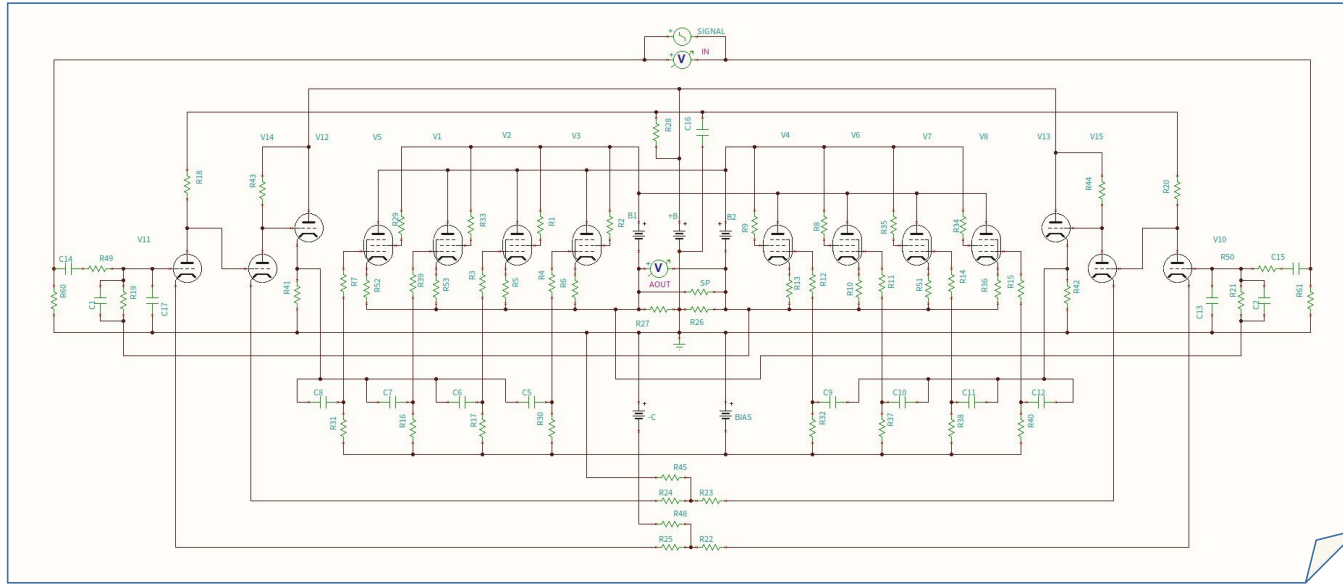 SIGNAL
+
IN
+ V
R28
C16
V14
V12
V5
V1
V2
V3
V4
V6
V7
V8
V13
V15
R18
R43
R29
R33
R1
R2
B1
+B
B2
R9
R8
R35
R34
R44
R20
V11
V10
C14
R49
V
AOUT
SP
R50
C15
R60
C1
R19
C17
R41
R7
R52
R39
R53
R3
R5
R4
R6
R27
R26
R13
R12
R10
R11
R51
R14
R36
R15
R42
C13
R21
C2
R61
C8
C7
C6
C5
C9
C10
C11
C12
R31
R16
R17
R30
-C
BIAS
R32
R37
R38
R40
R45
R24
R23
R48
R25
R22